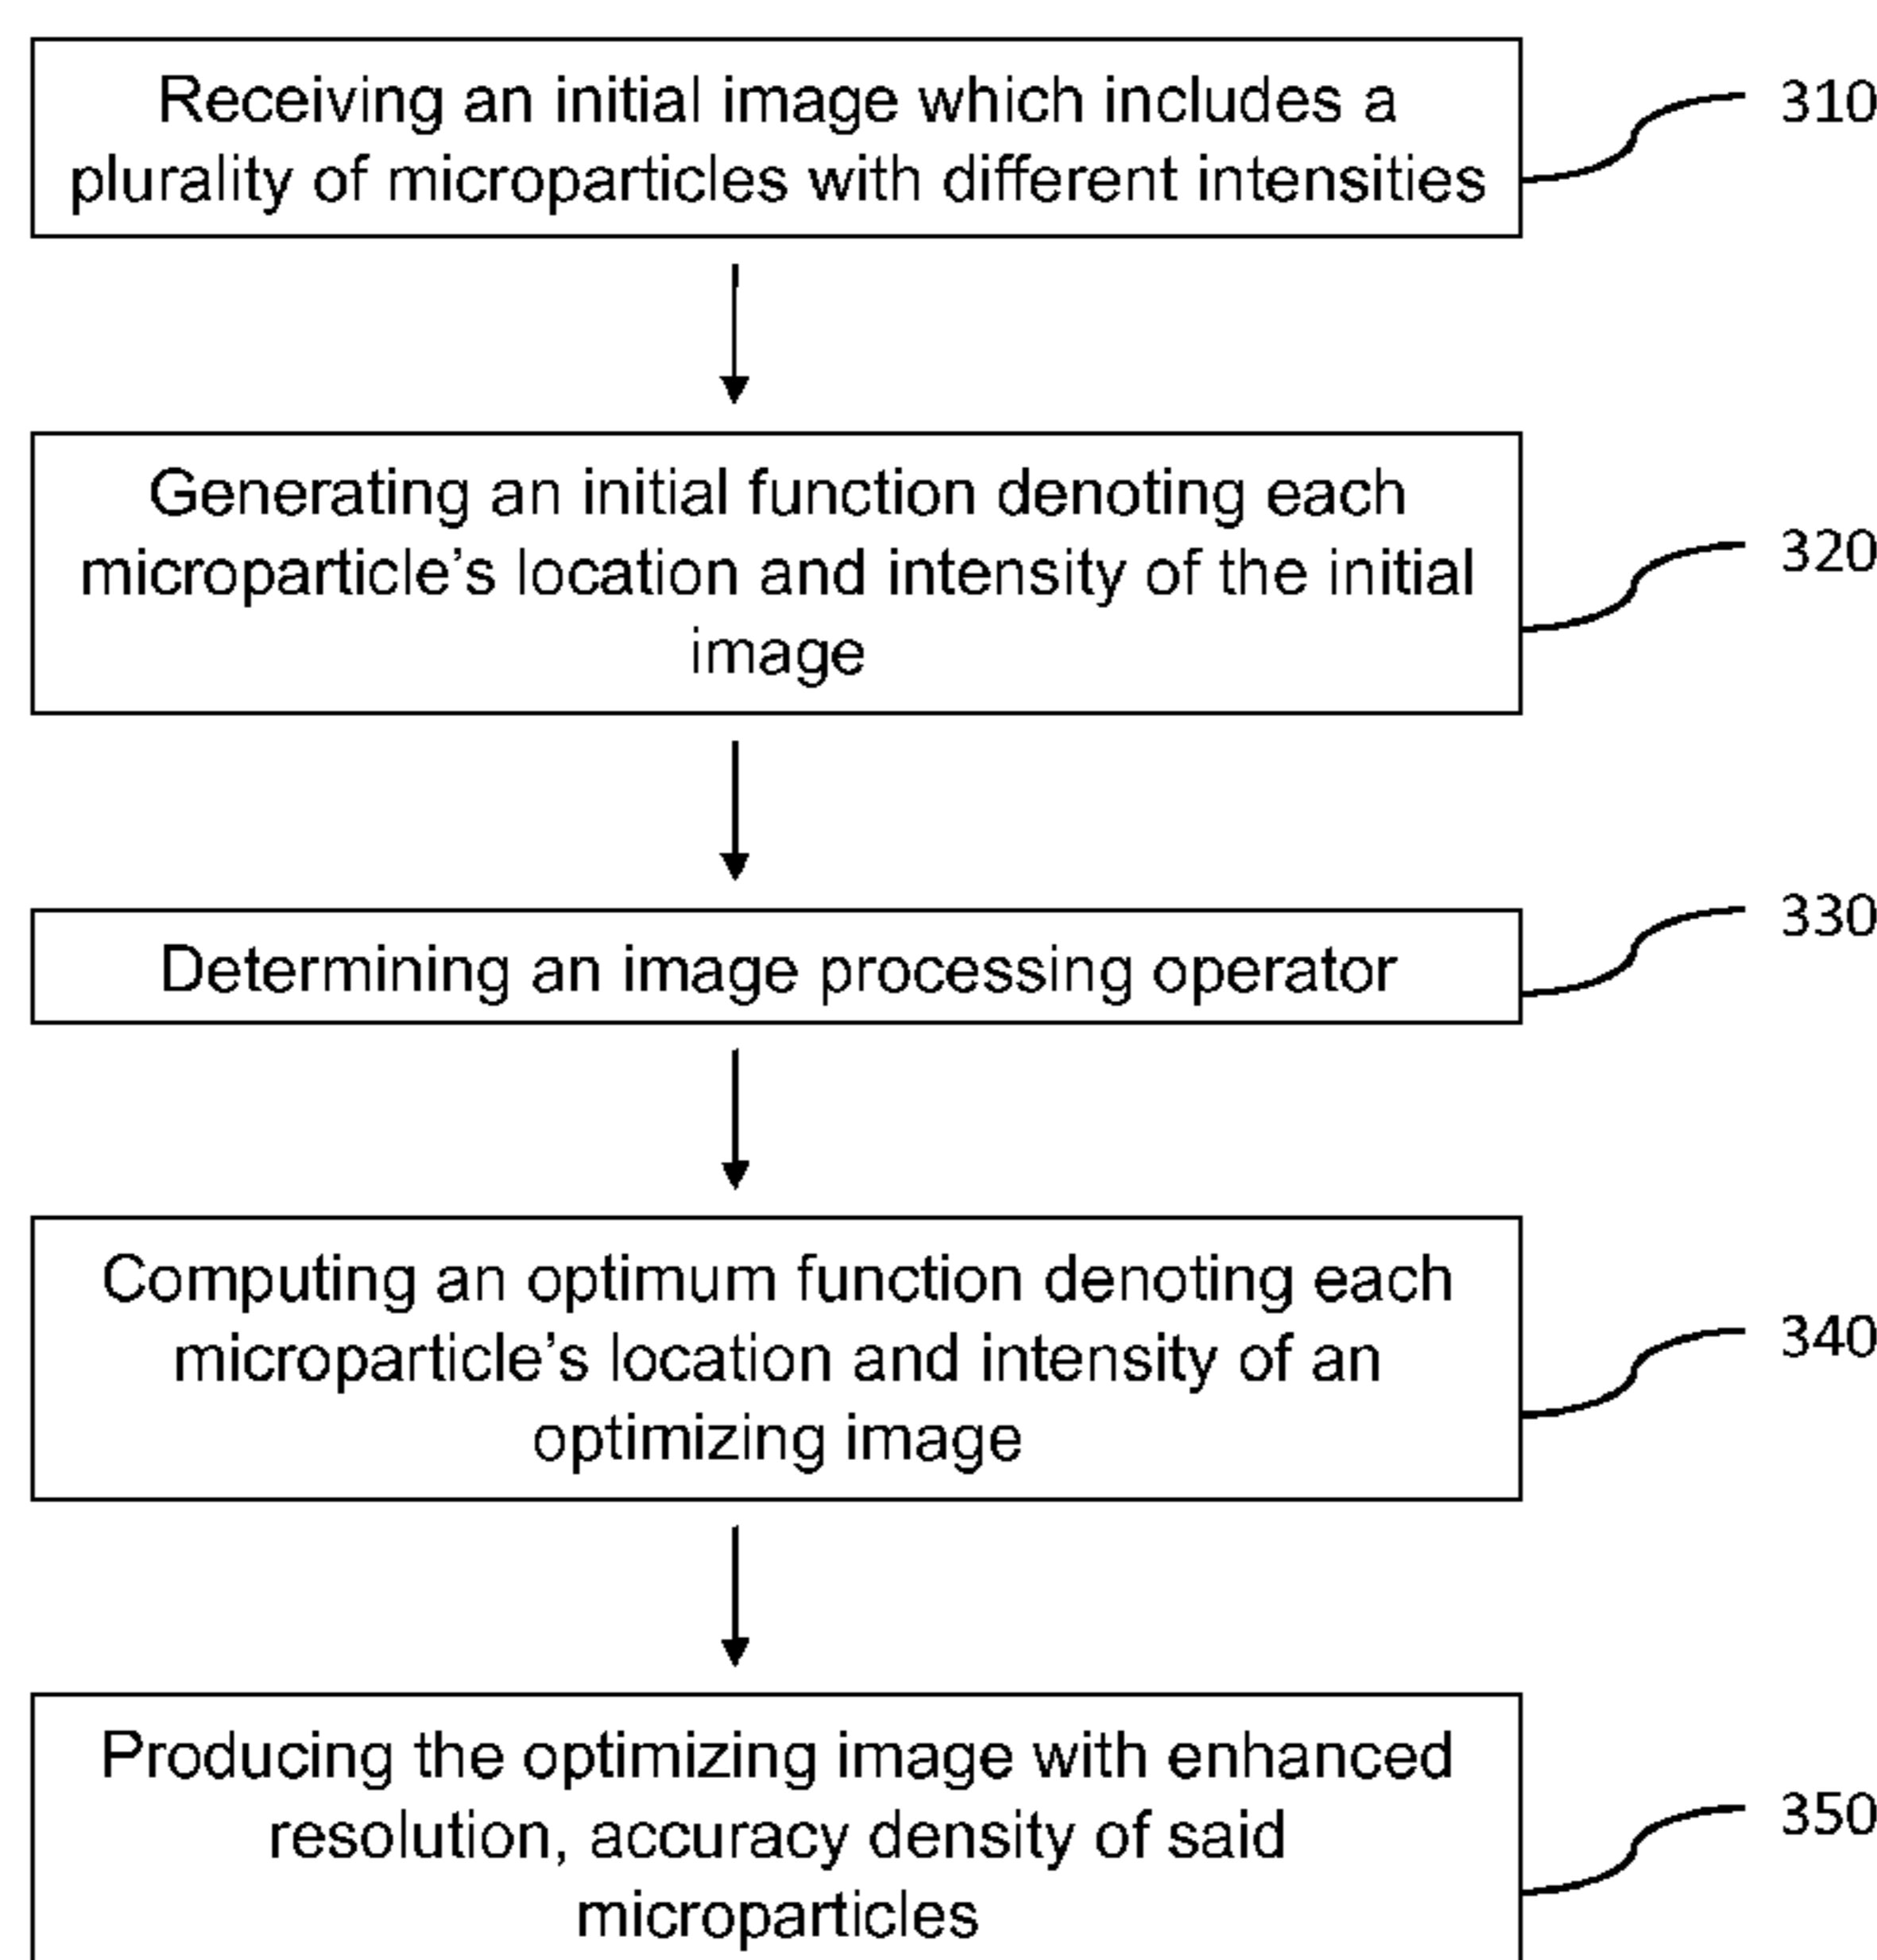 Receiving an initial image which includes a
plurality of microparticles with different intensities
310
Generating an initial function denoting each
microparticle's location and intensity of the initial
image
320
Determining an image processing operator
330
Computing an optimum function denoting each
microparticle's location and intensity of an
optimizing image
340
Producing the optimizing image with enhanced
resolution, accuracy density of said
microparticles
350